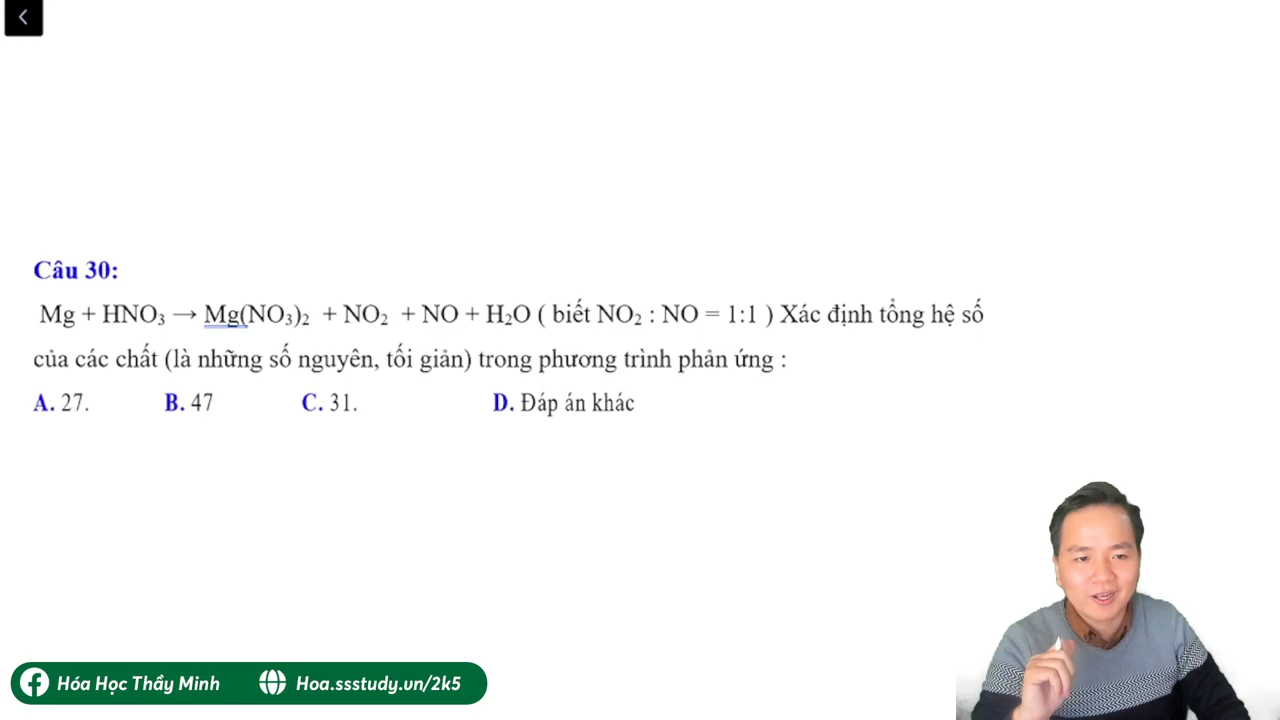 Câu 30:
Mg + HNO₃ → Mg(NO₃)₂ + NO₂ + NO + H₂O ( biết NO₂ : NO = 1:1 ) Xác định tổng hệ số
của các chất (là những số nguyên, tối giản) trong phương trình phản ứng :
A. 27. B. 47 C. 31. D. Đáp án khác
Hóa Học Thầy Minh Hoa.ssstudy.vn/2k5